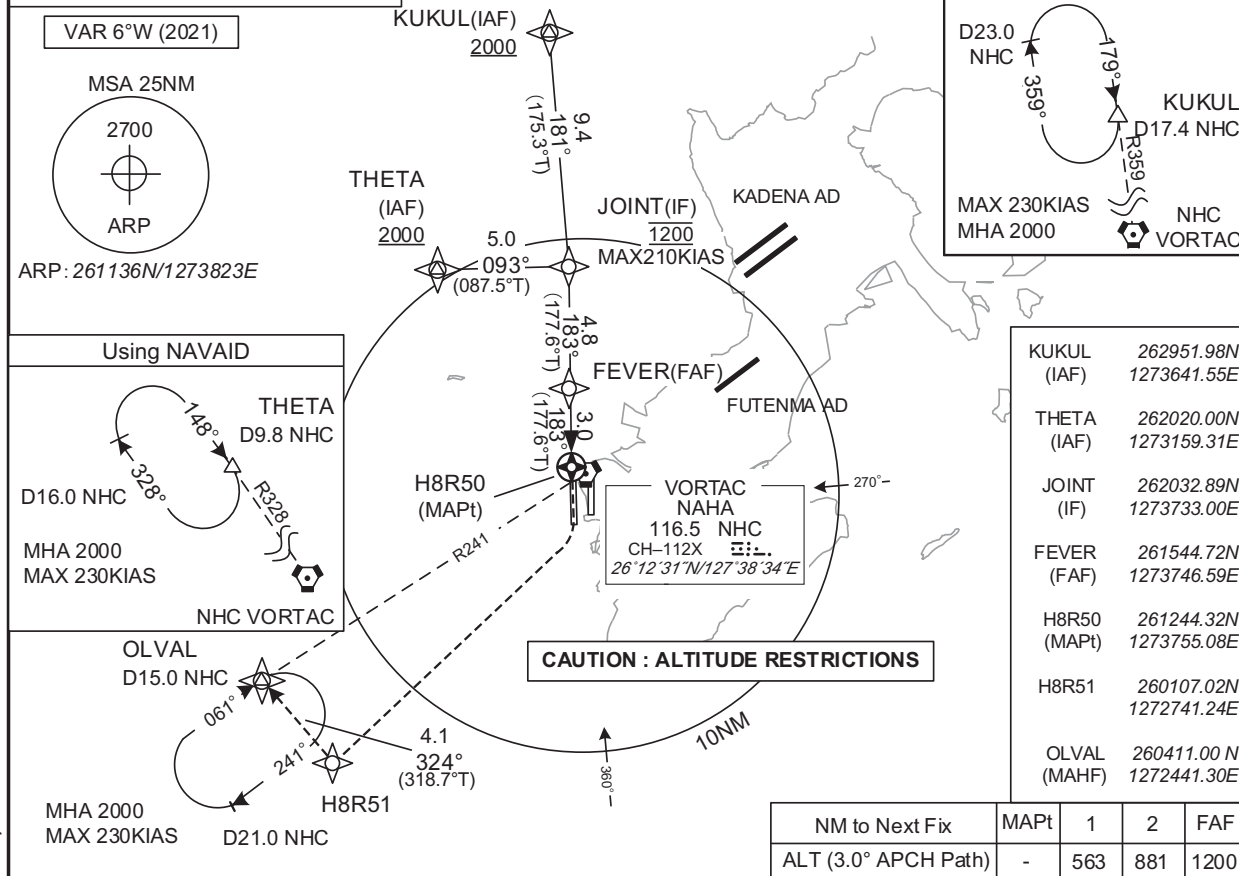 VAR 6°W (2021)
MSA 25NM
2700
ARP
ARP: 261136N/1273823E
KUKUL(IAF)
2000
9.4
181°
(175.3°T)
THETA
(IAF)
2000
5.0
093°
(087.5°T)
JOINT(IF)
1200
MAX210KIAS
KADENA AD
4.8
183°
(177.6°T)
FEVER(FAF)
FUTENMA AD
3.0
183°
(177.6°T)
H8R50
(MAPt)
VORTAC
NAHA
116.5 NHC
CH–112X
26°12′31″N/127°38′34″E
270°
D23.0
NHC
179°
359°
KUKUL
D17.4 NHC
R359
MAX 230KIAS
MHA 2000
NHC
VORTAC
Using NAVAID
148°
THETA
D9.8 NHC
D16.0 NHC
328°
R328
MHA 2000
MAX 230KIAS
NHC VORTAC
R241
OLVAL
D15.0 NHC
061°
241°
4.1
324°
(318.7°T)
H8R51
MHA 2000
MAX 230KIAS
D21.0 NHC
CAUTION : ALTITUDE RESTRICTIONS
10NM
360°
KUKUL 262951.98N
(IAF) 1273641.55E
THETA 262020.00N
(IAF) 1273159.31E
JOINT 262032.89N
(IF) 1273733.00E
FEVER 261544.72N
(FAF) 1273746.59E
H8R50 261244.32N
(MAPt) 1273755.08E
H8R51 260107.02N
1272741.24E
OLVAL 260411.00 N
(MAHF) 1272441.30E
NM to Next Fix MAPt 1 2 FAF
ALT (3.0° APCH Path) - 563 881 1200